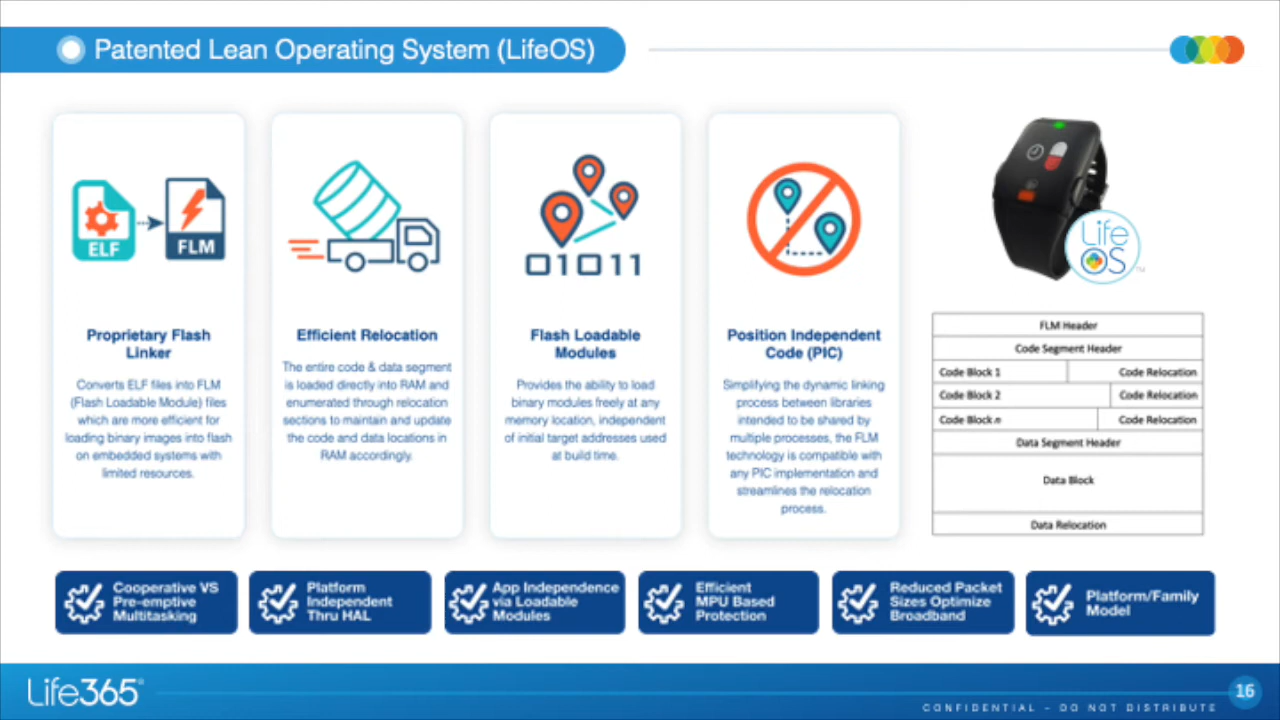 Patented Lean Operating System (LifeOS)
ELF
FLM
Proprietary Flash
Linker
Converts ELF files into FLM
(Flash Loadable Module) files
which are more efficient for
loading binary images into flash
on embedded systems with
limited resources.
Efficient Relocation
The entire code & data segment
is loaded directly into RAM and
enumerated through relocation
sections to maintain and update
the code and data locations in
RAM accordingly.
01011
Flash Loadable
Modules
Provides the ability to load
binary modules freely at any
memory location, independent
of initial target addresses used
at build time.
Position Independent
Code (PIC)
Simplifying the dynamic linking
process between libraries
intended to be shared by
multiple processes, the FLM
technology is compatible with
any PIC implementation and
streamlines the relocation
process.
Life
OS™
FLM Header
Code Segment Header
Code Block 1 Code Relocation
Code Block 2 Code Relocation
Code Block n Code Relocation
Data Segment Header
Data Block
Data Relocation
Cooperative VS
Pre-emptive
Multitasking
Platform
Independent
Thru HAL
App Independence
via Loadable
Modules
Efficient
MPU Based
Protection
Reduced Packet
Sizes Optimize
Broadband
Platform/Family
Model
Life365®
16
CONFIDENTIAL - DO NOT DISTRIBUTE